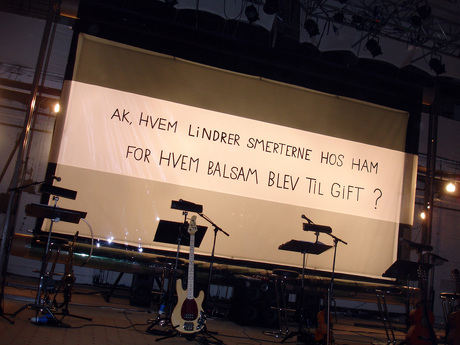 AK, HVEM LiNDRER SMERTERNE HOS HAM
FOR HVEM BALSAM BLEV TiL GiFT ?